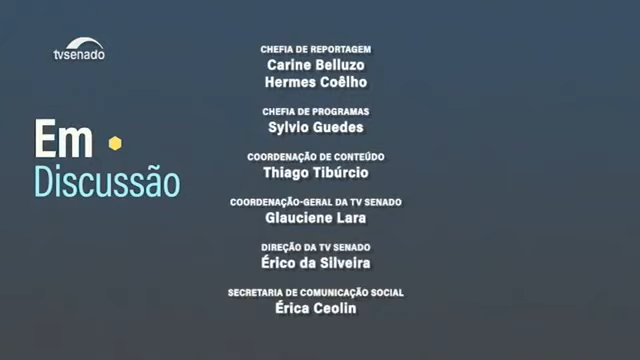 tvsenado
Em
Discussão
CHEFIA DE REPORTAGEM
Carine Belluzo
Hermes Coêlho
CHEFIA DE PROGRAMAS
Sylvio Guedes
COORDENAÇÃO DE CONTEÚDO
Thiago Tibúrcio
COORDENAÇÃO-GERAL DA TV SENADO
Glauciene Lara
DIREÇÃO DA TV SENADO
Érico da Silveira
SECRETARIA DE COMUNICAÇÃO SOCIAL
Érica Ceolin